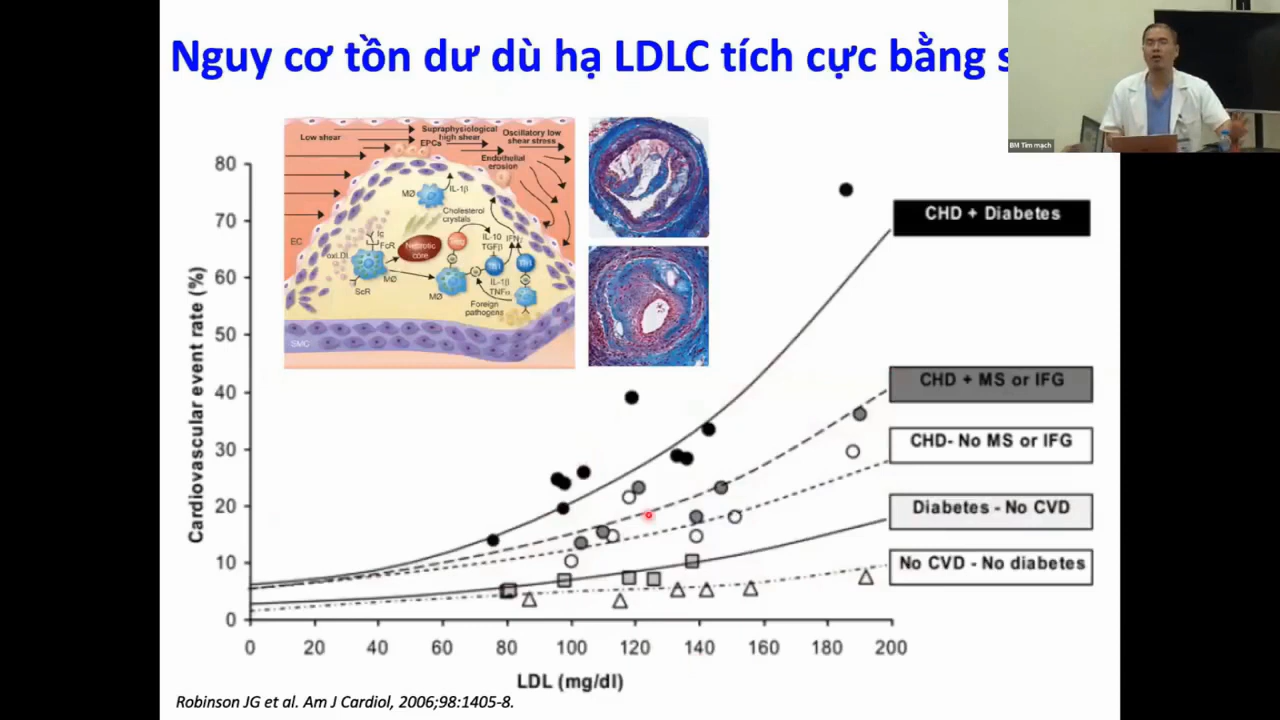 Nguy cơ tồn dư dù hạ LDLC tích cực bằng
BM Tim mạch
Low shear
Supraphysiological
high shear
EPCs
Oscillatory low
shear stress
Endothelial
erosion
MØ
IL-1β
Cholesterol
crystals
Ic
FcR
EC
oxLDL
Necrotic
core
IL-10
TGFβ
IFNγ
MØ
ScR
MØ
Th1
IL-1β
TNFα
Foreign
pathogens
SMC
Cardiovascular event rate (%)
80
70
60
50
40
30
20
10
0
CHD + Diabetes
CHD + MS or IFG
CHD- No MS or IFG
Diabetes - No CVD
No CVD - No diabetes
0 20 40 60 80 100 120 140 160 180 200
LDL (mg/dl)
Robinson JG et al. Am J Cardiol, 2006;98:1405-8.